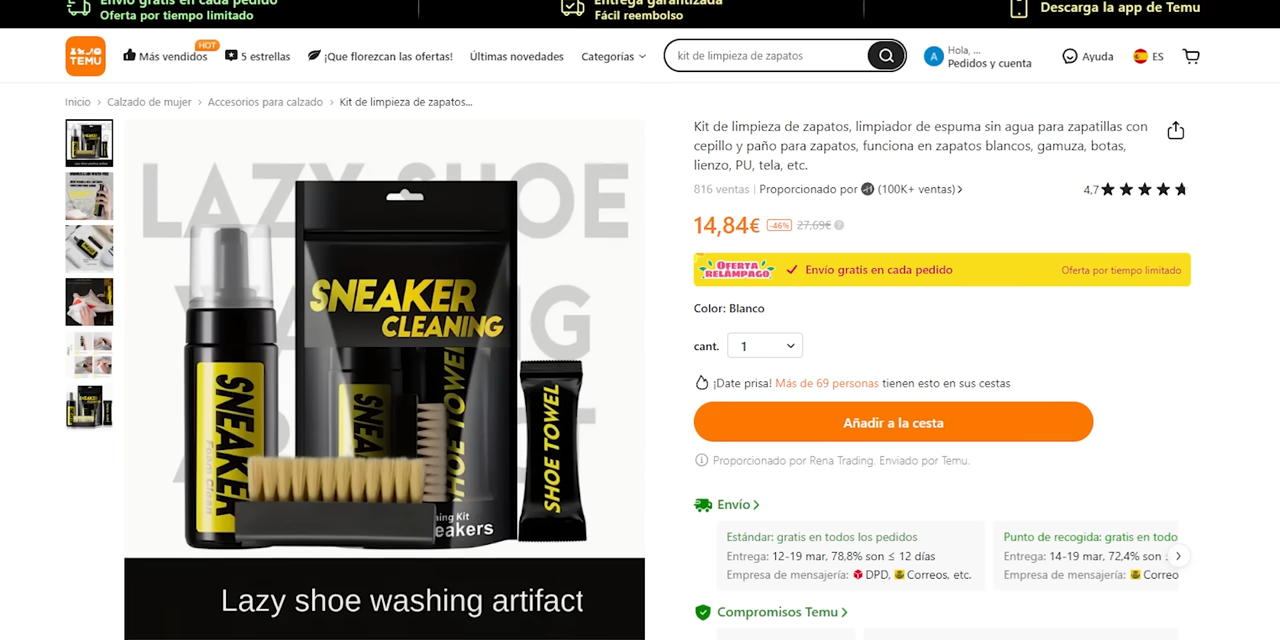 Envío gratis en cada pedido
Oferta por tiempo limitado
Entrega garantizada
Fácil reembolso
Descarga la app de Temu
TEMU
Más vendidos
HOT
5 estrellas
¡Que florezcan las ofertas!
Últimas novedades
Categorías
kit de limpieza de zapatos
A
Hola, ...
Pedidos y cuenta
Ayuda
ES
Inicio > Calzado de mujer > Accesorios para calzado > Kit de limpieza de zapatos...
LAZY SHOE
SNEAKER
CLEANING
SNEAKER
Foam Clean
SNEAKER
SHOE TOWEL
SHOE TOWEL
Lazy shoe washing artifact
Kit de limpieza de zapatos, limpiador de espuma sin agua para zapatillas con
cepillo y paño para zapatos, funciona en zapatos blancos, gamuza, botas,
lienzo, PU, tela, etc.
816 ventas | Proporcionado por (100K+ ventas) >
4,7
14,84€ -46% 27,69€
OFERTA
RELÁMPAGO
Envío gratis en cada pedido
Oferta por tiempo limitado
Color: Blanco
cant. 1
¡Date prisa! Más de 69 personas tienen esto en sus cestas
Añadir a la cesta
Proporcionado por Rena Trading. Enviado por Temu.
Envío >
Estándar: gratis en todos los pedidos
Entrega: 12-19 mar, 78,8% son ≤ 12 días
Empresa de mensajería: DPD, Correos, etc.
Punto de recogida: gratis en todo
Entrega: 14-19 mar, 72,4% son
Empresa de mensajería: Correo
Compromisos Temu >